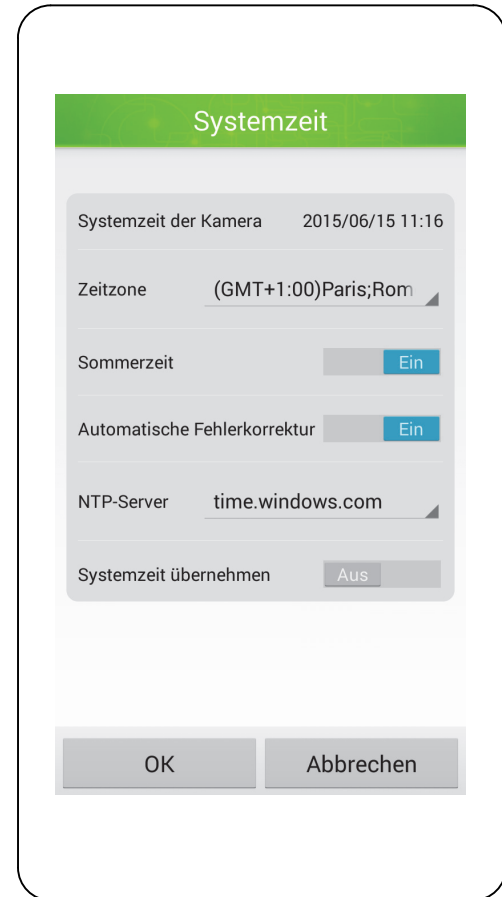 Systemzeit
Systemzeit der Kamera 2015/06/15 11:16
Zeitzone (GMT+1:00)Paris;Rom
Sommerzeit Ein
Automatische Fehlerkorrektur Ein
NTP-Server time.windows.com
Systemzeit übernehmen Aus
OK Abbrechen